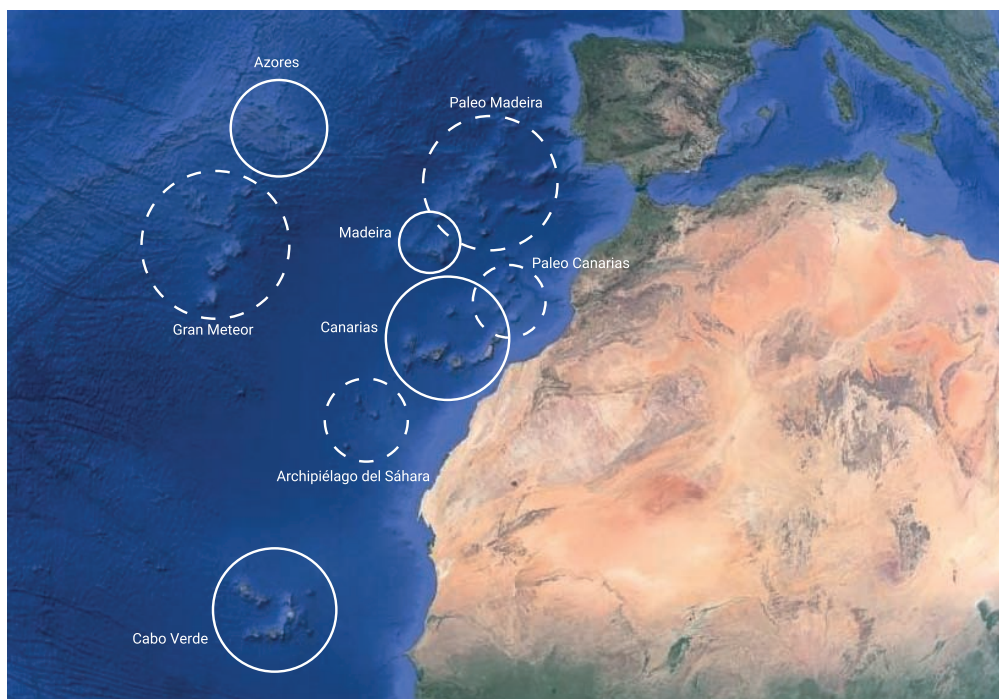 Azores
Paleo Madeira
Madeira
Paleo Canarias
Gran Meteor
Canarias
Archipiélago del Sáhara
Cabo Verde